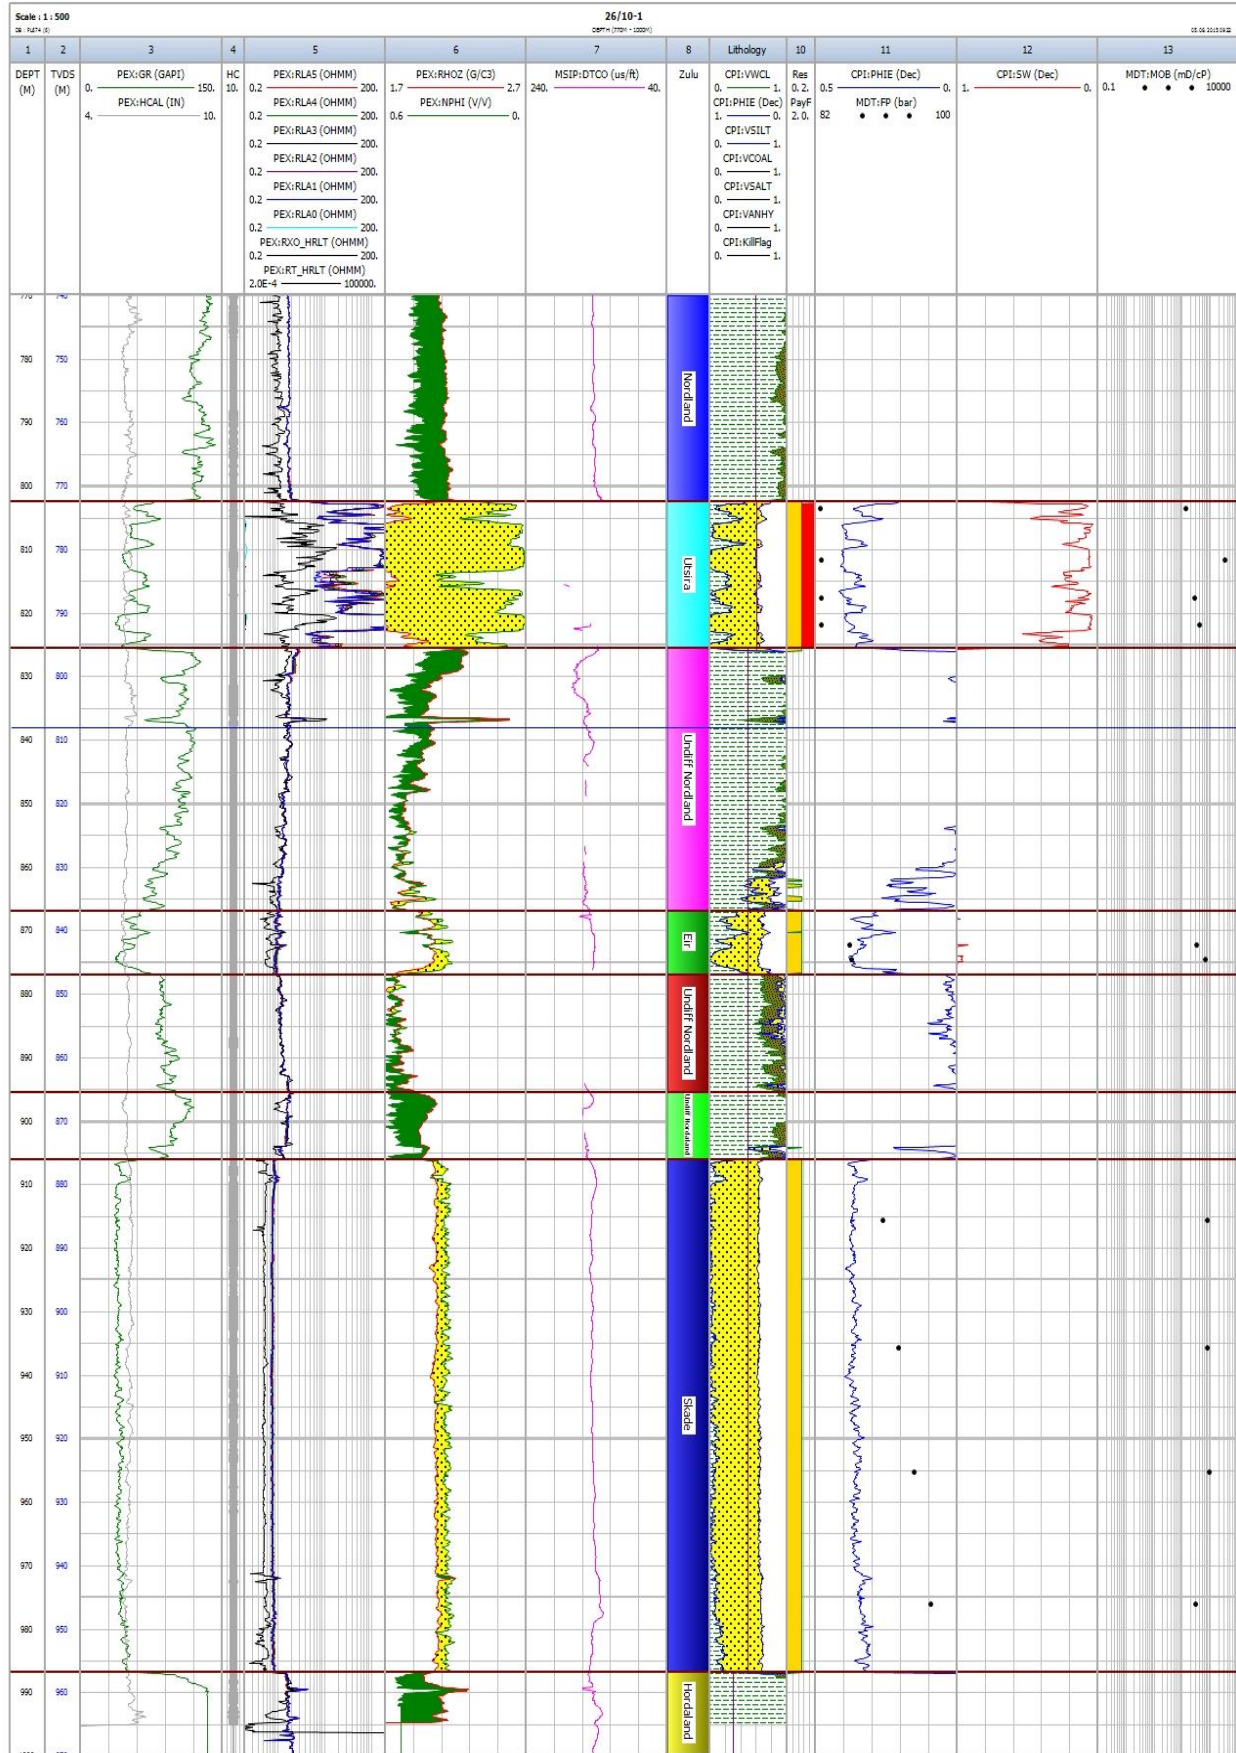 Scale : 1 : 500
26/10-1
DEPTH (770M - 1000M)
1 2 3 4 5 6 7 8 Lithology 10 11 12 13
DEPT (M)
TVDS (M)
PEX:GR (GAPI)
0. 150.
PEX:HCAL (IN)
4. 10.
HC
10.
PEX:RLA5 (OHMM)
0.2 200.
PEX:RLA4 (OHMM)
0.2 200.
PEX:RLA3 (OHMM)
0.2 200.
PEX:RLA2 (OHMM)
0.2 200.
PEX:RLA1 (OHMM)
0.2 200.
PEX:RLA0 (OHMM)
0.2 200.
PEX:RXO_HRLT (OHMM)
0.2 200.
PEX:RT_HRLT (OHMM)
2.0E-4 100000.
PEX:RHOZ (G/C3)
1.7 2.7
PEX:NPHI (V/V)
0.6 0.
MSIP:DTCO (us/ft)
240. 40.
Zulu
CPI:VWCL
0. 1.
CPI:PHIE (Dec)
1. 0.
CPI:VSILT
0. 1.
CPI:VCOAL
0. 1.
CPI:VSALT
0. 1.
CPI:VANHY
0. 1.
CPI:KillFlag
0. 1.
Res
0. 2.
PayF
2. 0.
CPI:PHIE (Dec)
0.5 0.
MDT:FP (bar)
82 100
CPI:SW (Dec)
1. 0.
MDT:MOB (mD/cP)
0.1 10000
770 740
780 750
790 760
800 770
810 780
820 790
830 800
840 810
850 820
860 830
870 840
880 850
890 860
900 870
910 880
920 890
930 900
940 910
950 920
960 930
970 940
980 950
990 960
Nordland
Utsira
Undiff Nordland
Eir
Undiff Nordland
Skade
Hordaland